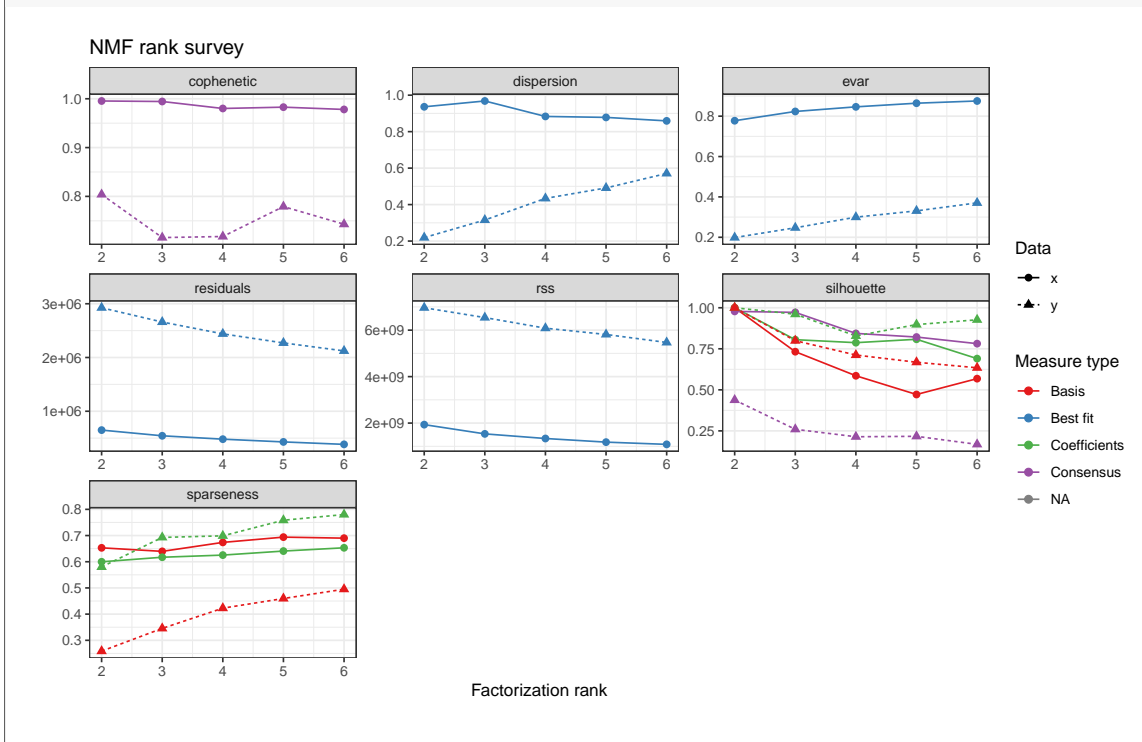 NMF rank survey
cophenetic
dispersion
evar
1.0
0.9
0.8
2 3 4 5 6
1.0
0.8
0.6
0.4
0.2
2 3 4 5 6
0.8
0.6
0.4
0.2
2 3 4 5 6
residuals
rss
silhouette
3e+06
2e+06
1e+06
2 3 4 5 6
6e+09
4e+09
2e+09
2 3 4 5 6
1.00
0.75
0.50
0.25
2 3 4 5 6
sparseness
0.8
0.7
0.6
0.5
0.4
0.3
2 3 4 5 6
Factorization rank
Data
x
y
Measure type
Basis
Best fit
Coefficients
Consensus
NA